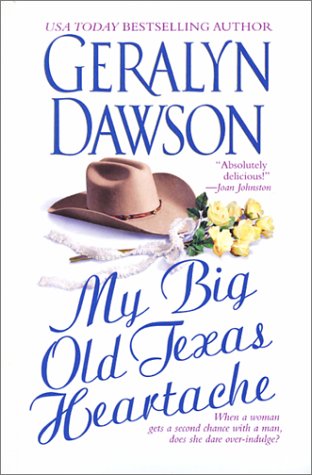 USA TODAY BESTSELLING AUTHOR
GERALYN
DAWSON
"Absolutely
delicious!"
—Joan Johnston
My Big
Old Texas
Heartache
When a woman
gets a second chance with a man,
does she dare over-indulge?